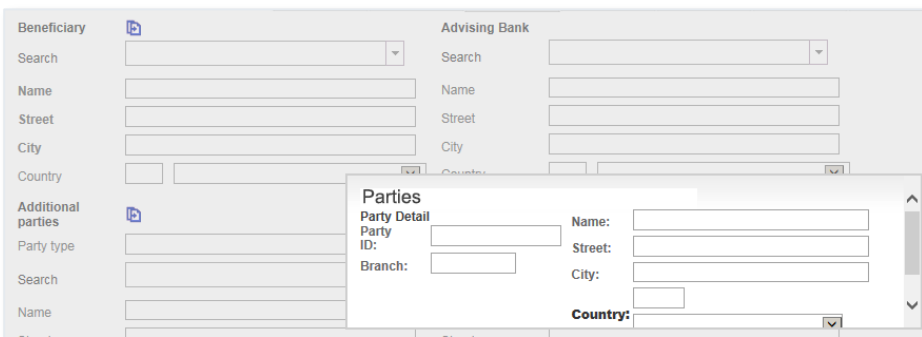 Beneficiary
Search
Name
Street
City
Country
Additional
parties
Party type
Search
Name
Advising Bank
Search
Name
Street
City
Country
Parties
Party Detail
Party
ID:
Branch:
Name:
Street:
City:
Country: